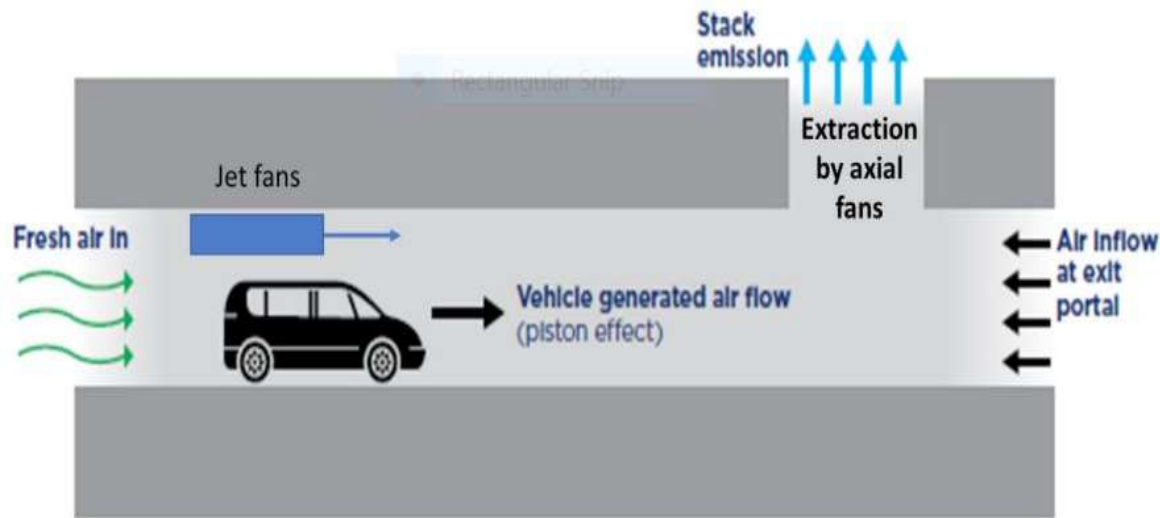 Stack
emission
Rectangular Snip
Extraction
by axial
fans
Jet fans
Fresh air in
Air inflow
at exit
portal
Vehicle generated air flow
(piston effect)